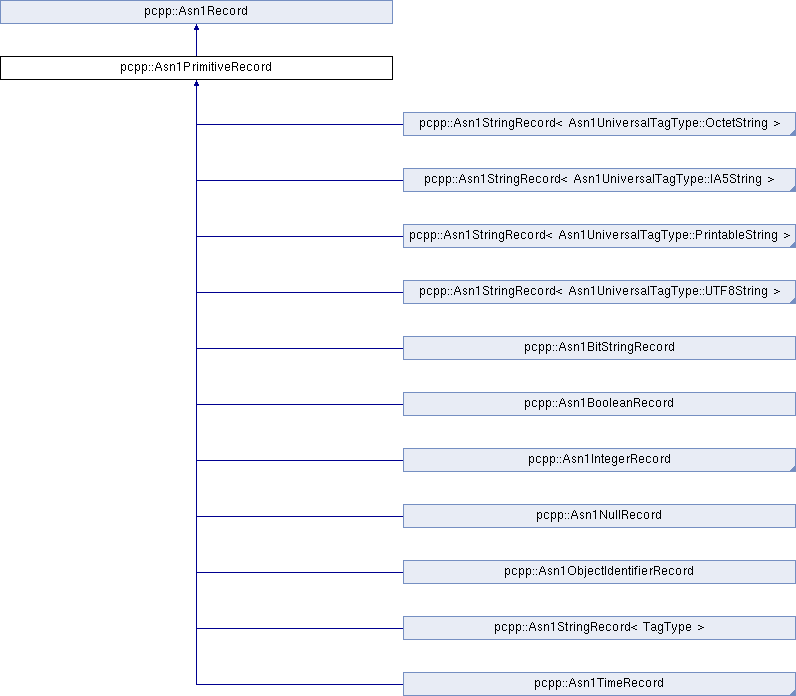 pcpp::Asn1Record
pcpp::Asn1PrimitiveRecord
pcpp::Asn1StringRecord< Asn1UniversalTagType::OctetString >
pcpp::Asn1StringRecord< Asn1UniversalTagType::IA5String >
pcpp::Asn1StringRecord< Asn1UniversalTagType::PrintableString >
pcpp::Asn1StringRecord< Asn1UniversalTagType::UTF8String >
pcpp::Asn1BitStringRecord
pcpp::Asn1BooleanRecord
pcpp::Asn1IntegerRecord
pcpp::Asn1NullRecord
pcpp::Asn1ObjectIdentifierRecord
pcpp::Asn1StringRecord< TagType >
pcpp::Asn1TimeRecord